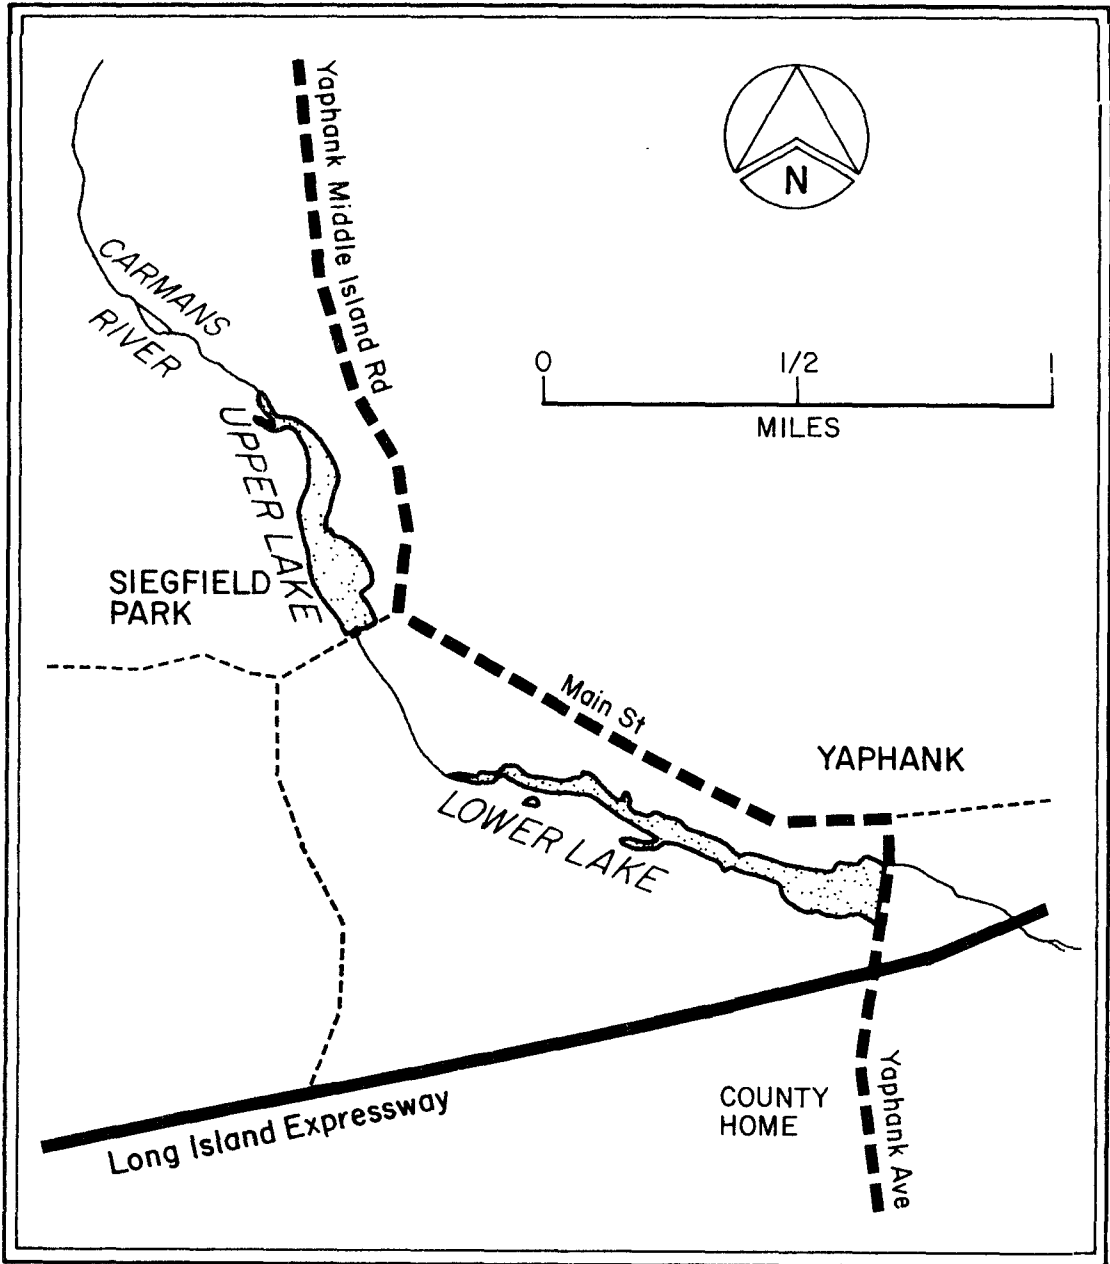 Yaphank Middle Island Rd
N
CARMANS
RIVER
0 1/2 1
MILES
UPPER LAKE
SIEGFIELD
PARK
Main St
YAPHANK
LOWER LAKE
Long Island Expressway
COUNTY
HOME
Yaphank Ave